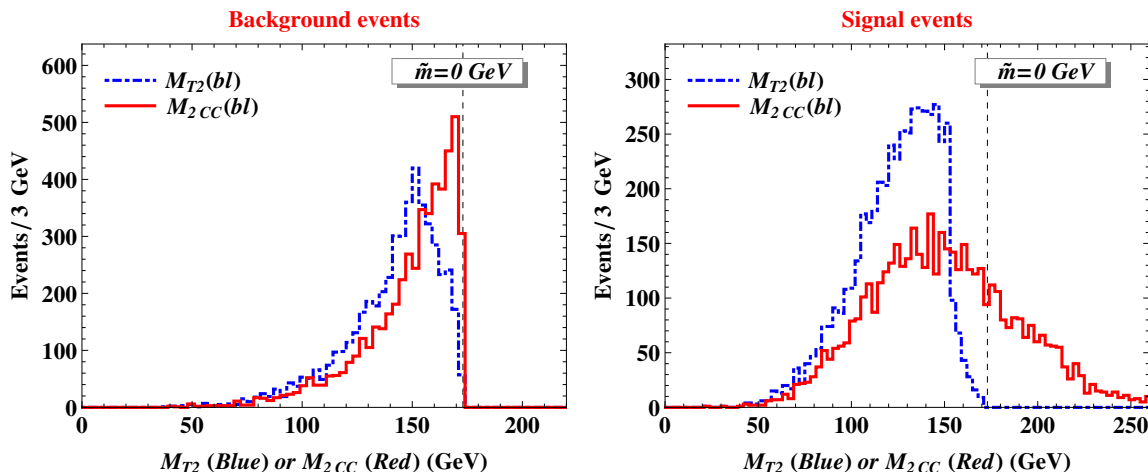 Background events
M_T2(bl)
M_2CC(bl)
m̃=0 GeV
Events/ 3 GeV
600
500
400
300
200
100
0
0 50 100 150 200
M_T2 (Blue) or M_2CC (Red) (GeV)
Signal events
M_T2(bl)
M_2CC(bl)
m̃=0 GeV
Events/ 3 GeV
300
250
200
150
100
50
0
0 50 100 150 200 250
M_T2 (Blue) or M_2CC (Red) (GeV)